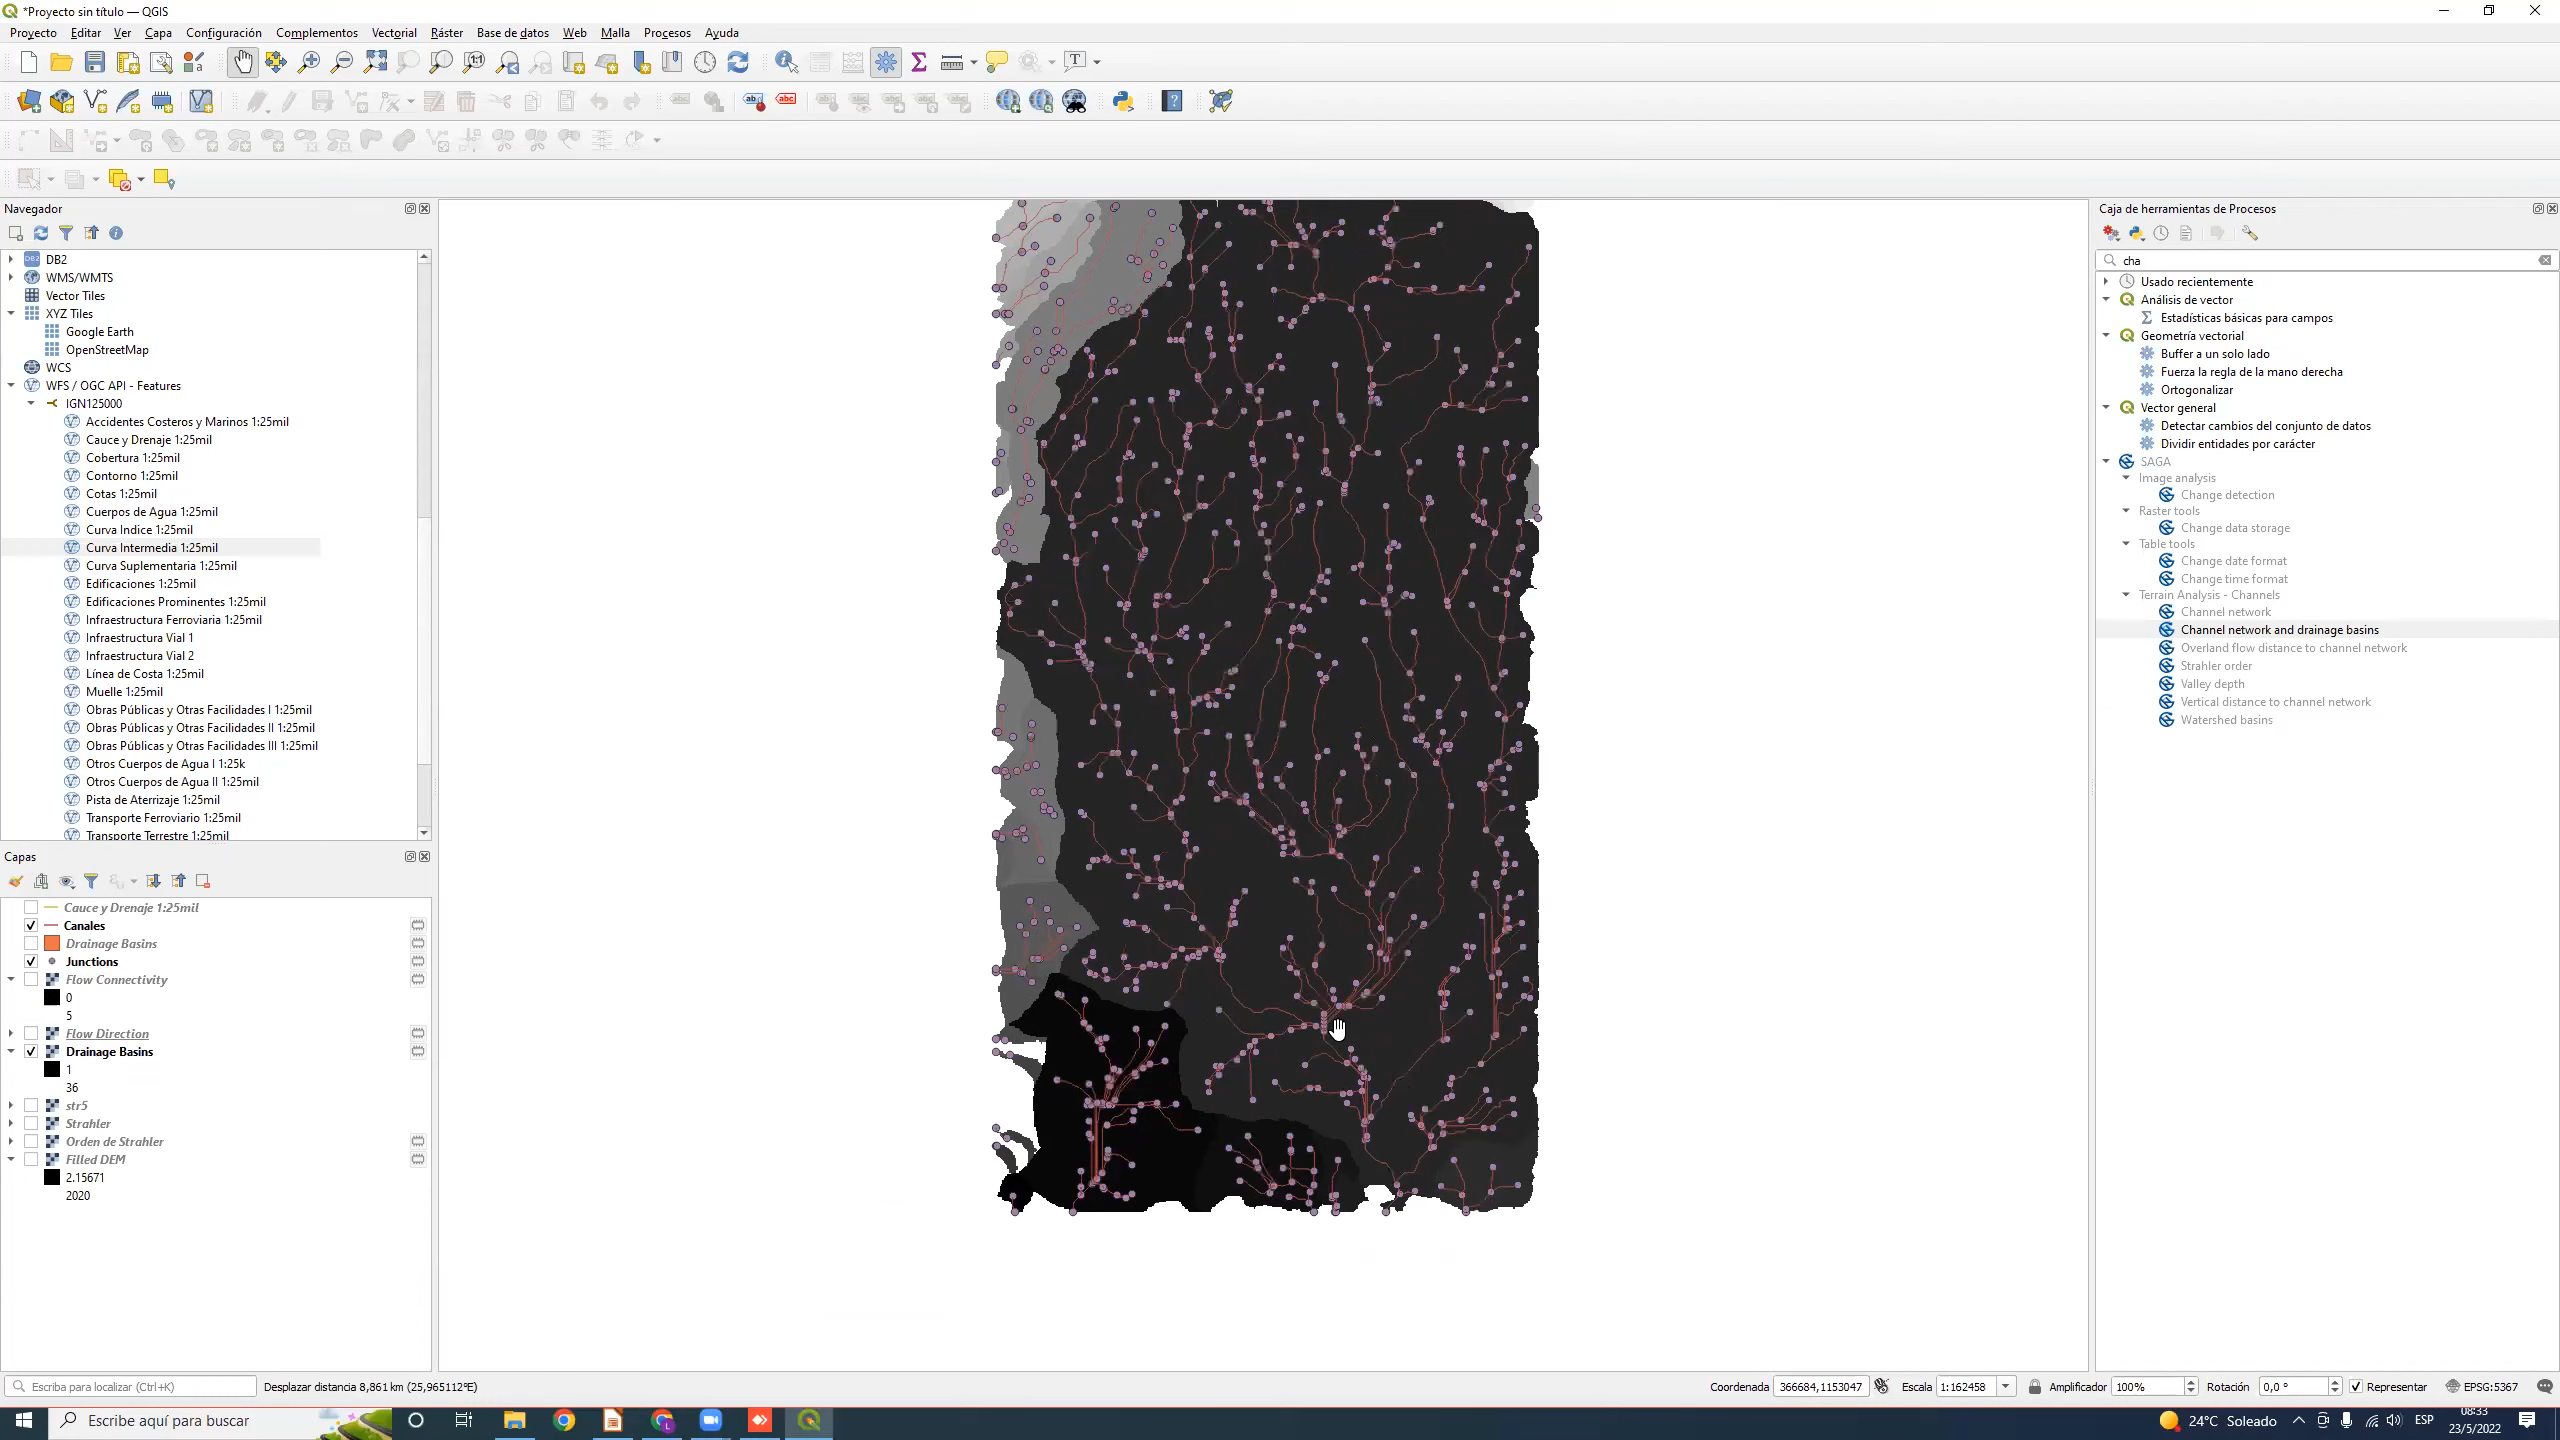 *Proyecto sin título — QGIS
Proyecto Editar Ver Capa Configuración Complementos Vectorial Ráster Base de datos Web Malla Procesos Ayuda
Navegador
DB2
WMS/WMTS
Vector Tiles
XYZ Tiles
Google Earth
OpenStreetMap
WCS
WFS / OGC API - Features
IGN125000
Accidentes Costeros y Marinos 1:25mil
Cauce y Drenaje 1:25mil
Cobertura 1:25mil
Contorno 1:25mil
Cotas 1:25mil
Cuerpos de Agua 1:25mil
Curva Indice 1:25mil
Curva Intermedia 1:25mil
Curva Suplementaria 1:25mil
Edificaciones 1:25mil
Edificaciones Prominentes 1:25mil
Infraestructura Ferroviaria 1:25mil
Infraestructura Vial 1
Infraestructura Vial 2
Línea de Costa 1:25mil
Muelle 1:25mil
Obras Públicas y Otras Facilidades I 1:25mil
Obras Públicas y Otras Facilidades II 1:25mil
Obras Públicas y Otras Facilidades III 1:25mil
Otros Cuerpos de Agua I 1:25k
Otros Cuerpos de Agua II 1:25mil
Pista de Aterrizaje 1:25mil
Transporte Ferroviario 1:25mil
Transporte Terrestre 1:25mil
Capas
Cauce y Drenaje 1:25mil
Canales
Drainage Basins
Junctions
Flow Connectivity
0
5
Flow Direction
Drainage Basins
1
36
str5
Strahler
Orden de Strahler
Filled DEM
2.15671
2020
Caja de herramientas de Procesos
cha
Usado recientemente
Análisis de vector
Estadísticas básicas para campos
Geometría vectorial
Buffer a un solo lado
Fuerza la regla de la mano derecha
Ortogonalizar
Vector general
Detectar cambios del conjunto de datos
Dividir entidades por carácter
SAGA
Image analysis
Change detection
Raster tools
Change data storage
Table tools
Change date format
Change time format
Terrain Analysis - Channels
Channel network
Channel network and drainage basins
Overland flow distance to channel network
Strahler order
Valley depth
Vertical distance to channel network
Watershed basins
Escriba para localizar (Ctrl+K) Desplazar distancia 8,861 km (25,965112°E) Coordenada 366684,1153047 Escala 1:162458 Amplificador 100% Rotación 0,0 ° Representar EPSG:5367
Escribe aquí para buscar 24°C Soleado ESP 08:33
23/5/2022